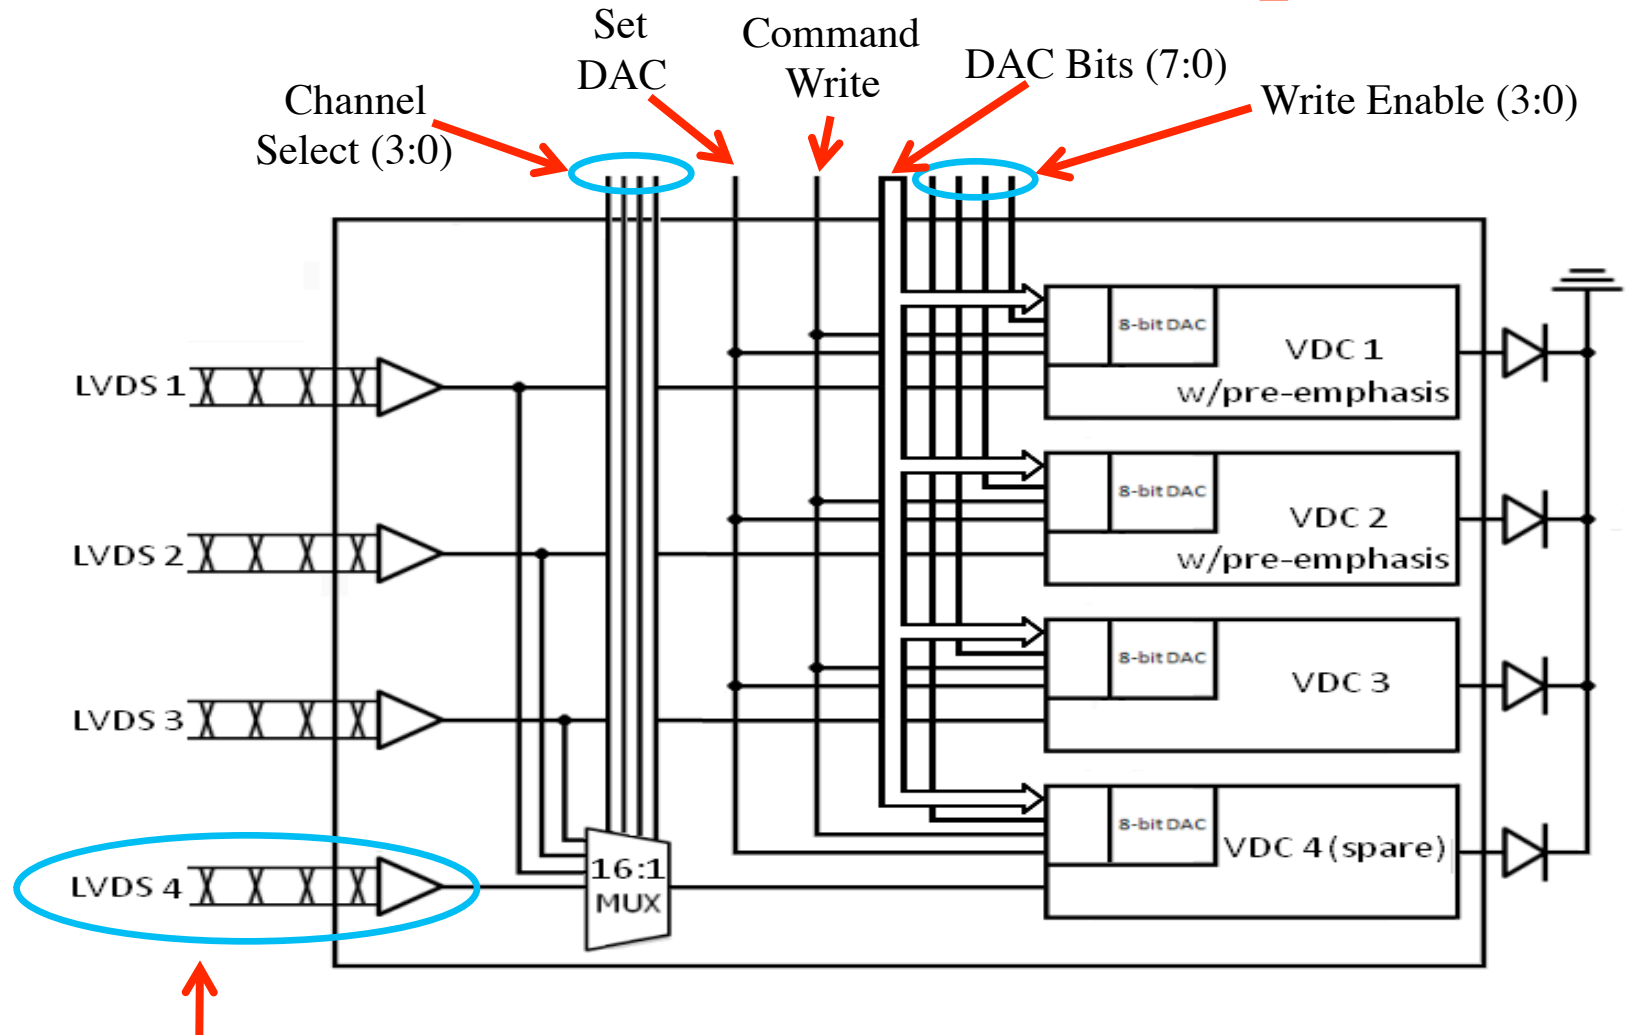 Set
DAC
Command
Write
DAC Bits (7:0)
Write Enable (3:0)
Channel
Select (3:0)
8-bit DAC
VDC 1
w/pre-emphasis
LVDS 1
8-bit DAC
VDC 2
w/pre-emphasis
LVDS 2
8-bit DAC
VDC 3
LVDS 3
8-bit DAC
VDC 4 (spare)
LVDS 4
16:1
MUX